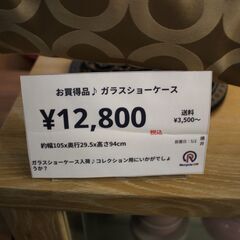 お買得品♪ ガラスショーケース
¥12,800
税込
送料
¥3,500～
約幅105x奥行29.5x高さ94cm
ガラスショーケース入荷♪コレクション用にいかがでしょ
うか?